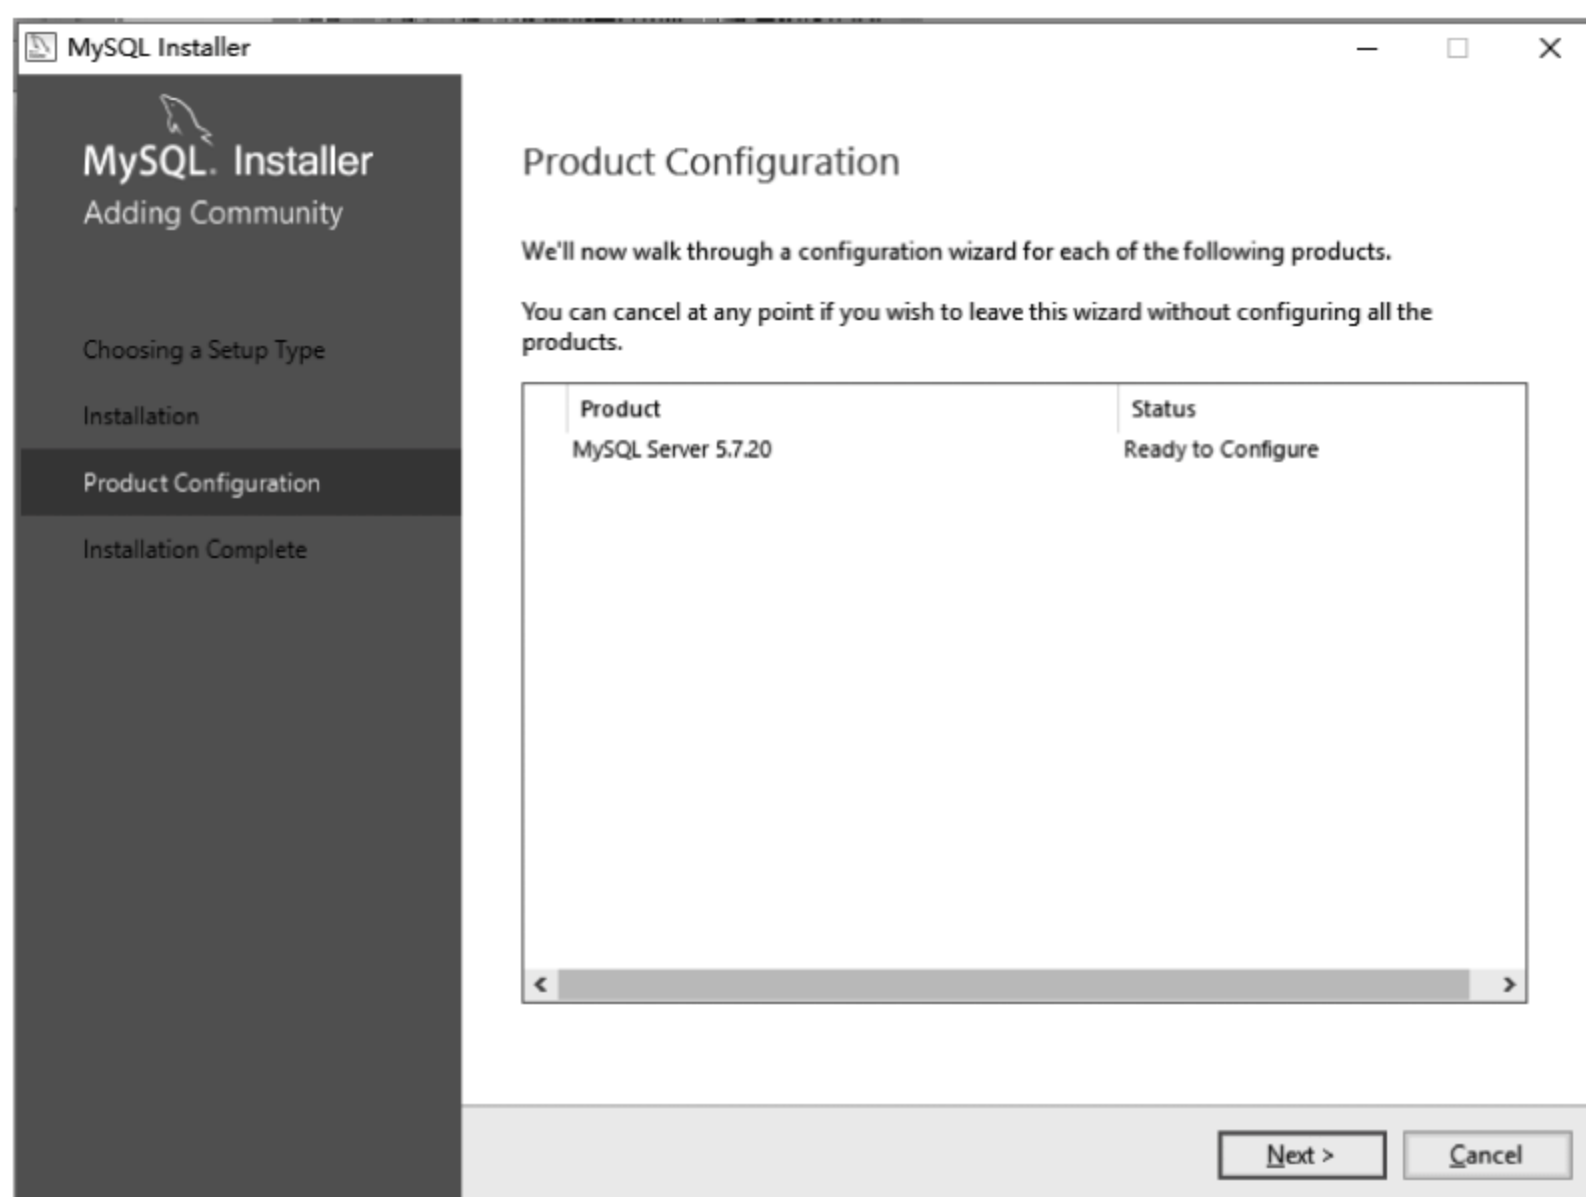 MySQL Installer
MySQL. Installer
Adding Community
Choosing a Setup Type
Installation
Product Configuration
Installation Complete
Product Configuration
We'll now walk through a configuration wizard for each of the following products.
You can cancel at any point if you wish to leave this wizard without configuring all the
products.
Product Status
MySQL Server 5.7.20 Ready to Configure
Next > Cancel